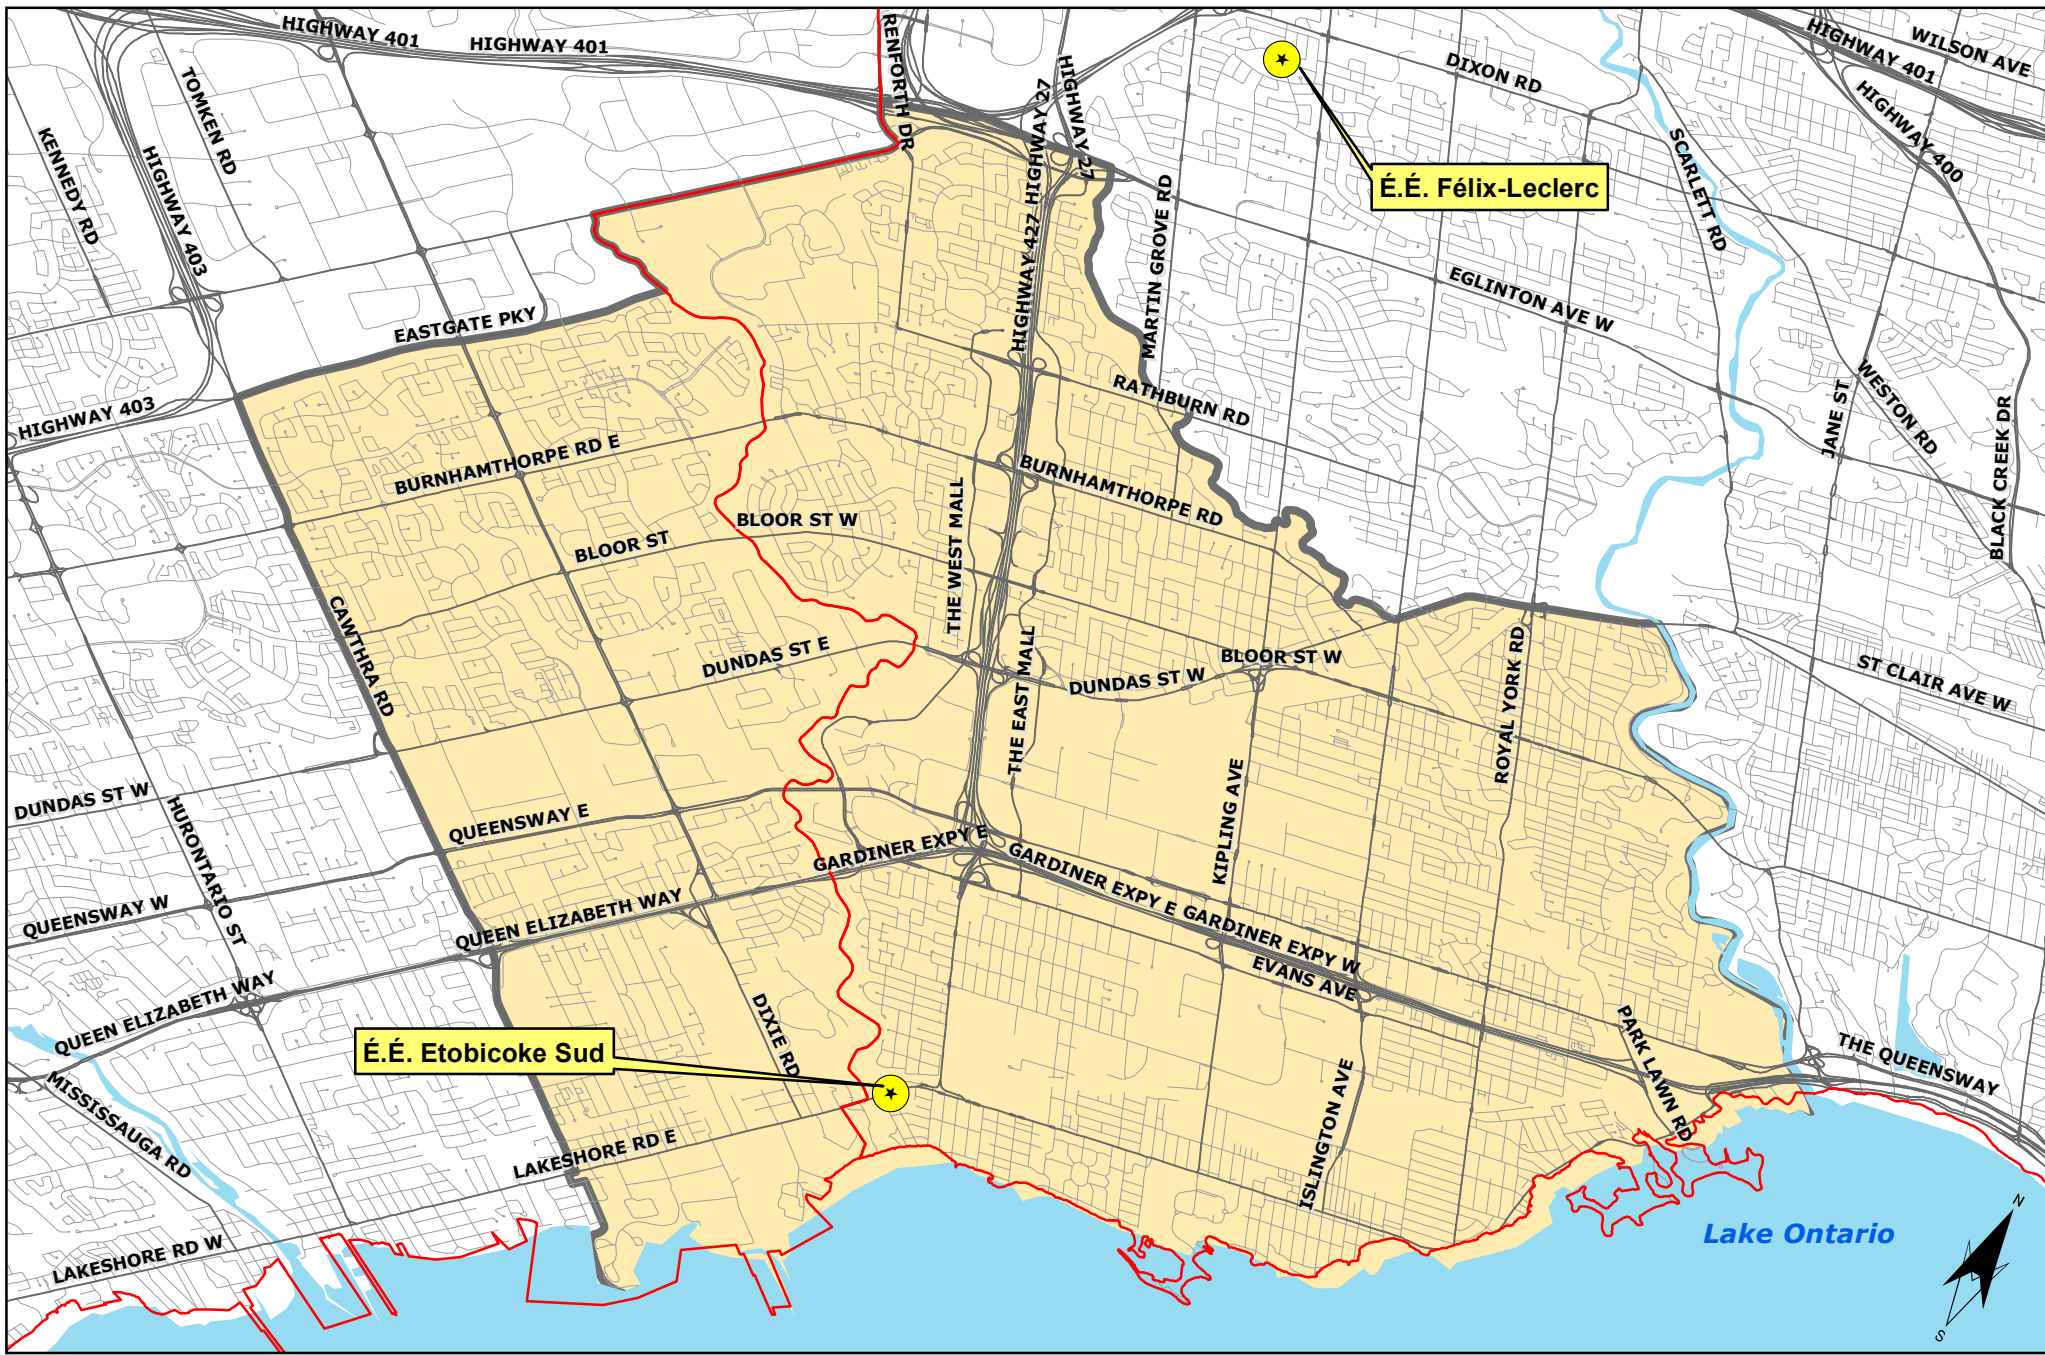 HIGHWAY 401
HIGHWAY 401
RENFORTH DR
HIGHWAY 27
HIGHWAY 27
HIGHWAY 27
DIXON RD
HIGHWAY 401
WILSON AVE
HIGHWAY 400
TOMKEN RD
KENNEDY RD
HIGHWAY 403
É.É. Félix-Leclerc
SCARLETT RD
MARTIN GROVE RD
HIGHWAY 427
HIGHWAY 427
EGLINTON AVE W
EASTGATE PKY
HIGHWAY 403
RATHBURN RD
JANE ST
WESTON RD
BLACK CREEK DR
BURNHAMTHORPE RD E
BURNHAMTHORPE RD
BLOOR ST
BLOOR ST W
THE WEST MALL
CAWTHRA RD
DUNDAS ST E
THE EAST MALL
DUNDAS ST W
BLOOR ST W
ROYAL YORK RD
ST CLAIR AVE W
DUNDAS ST W
HURONTARIO ST
QUEENSWAY E
GARDINER EXPY E
GARDINER EXPY E
GARDINER EXPY W
KIPLING AVE
QUEENSWAY W
QUEEN ELIZABETH WAY
EVANS AVE
QUEEN ELIZABETH WAY
DIXIE RD
PARK LAWN RD
THE QUEENSWAY
É.É. Etobicoke Sud
MISSISSAUGA RD
ISLINGTON AVE
LAKESHORE RD E
LAKESHORE RD W
Lake Ontario
N
S